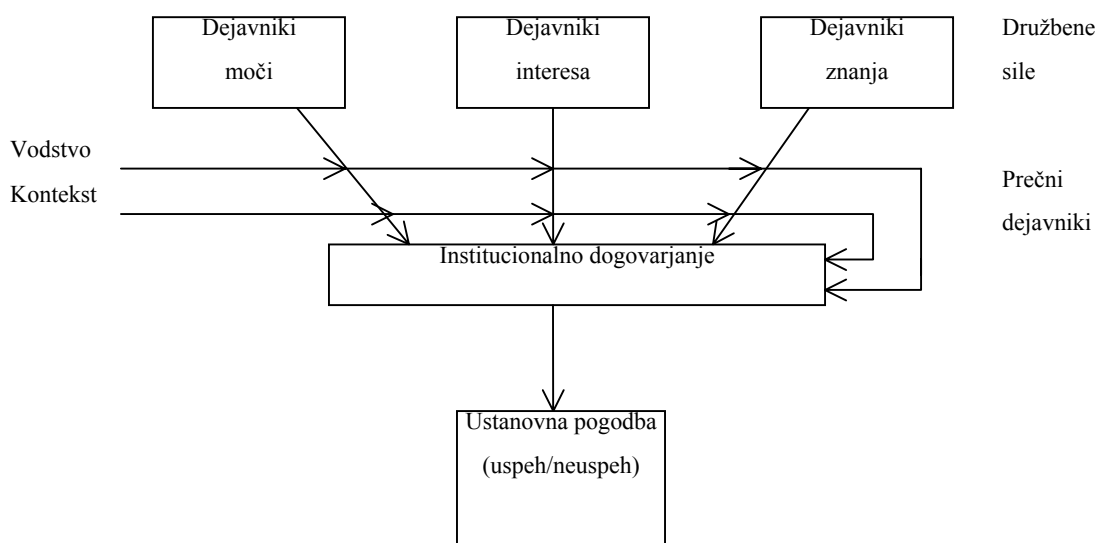 Dejavniki
moči
Dejavniki
interesa
Dejavniki
znanja
Družbene
sile
Vodstvo
Kontekst
Prečni
dejavniki
Institucionalno dogovarjanje
Ustanovna pogodba
(uspeh/neuspeh)